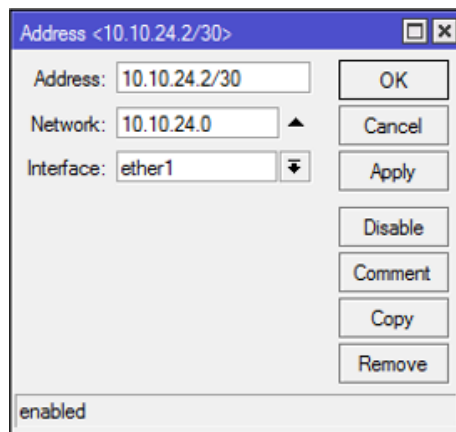 Address <10.10.24.2/30>
Address: 10.10.24.2/30
OK
Network: 10.10.24.0
Cancel
Interface: ether1
Apply
Disable
Comment
Copy
Remove
enabled